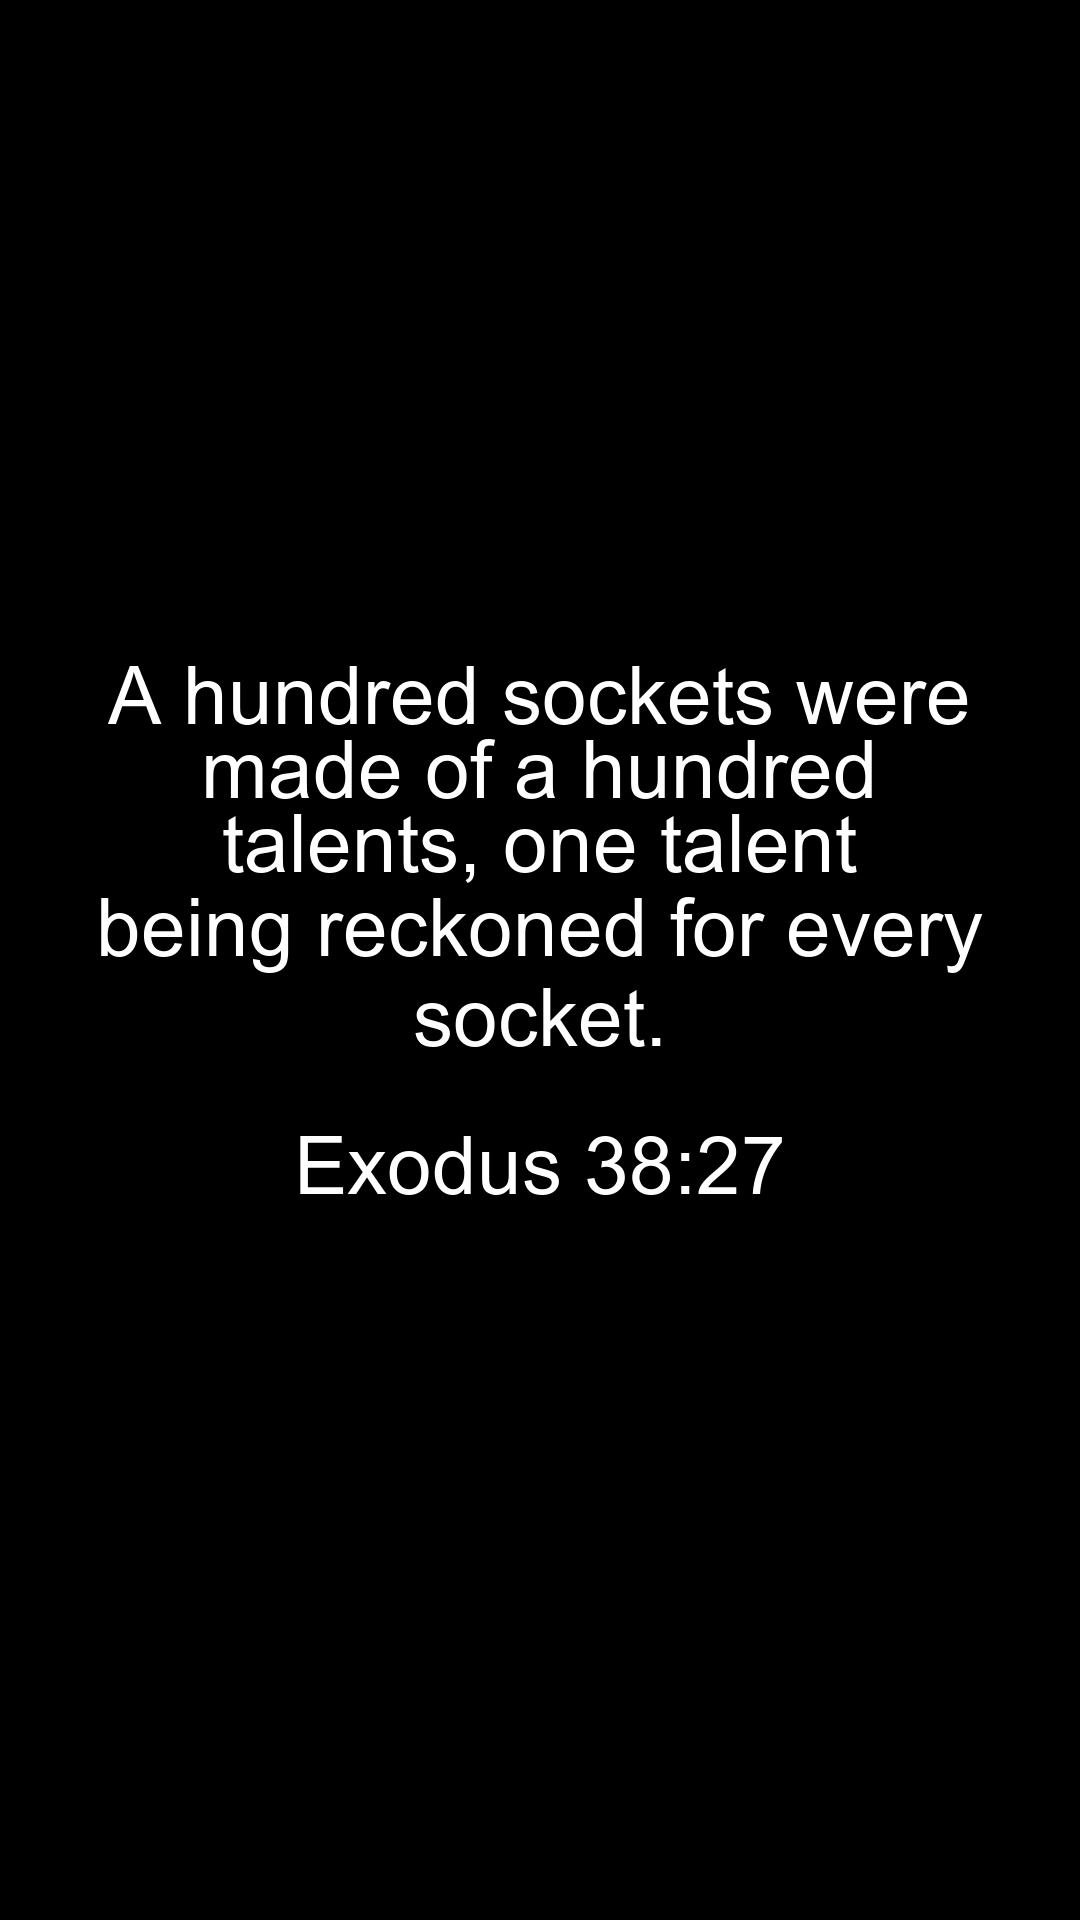 A hundred sockets were
made of a hundred
talents, one talent
being reckoned for every
socket.
Exodus 38:27